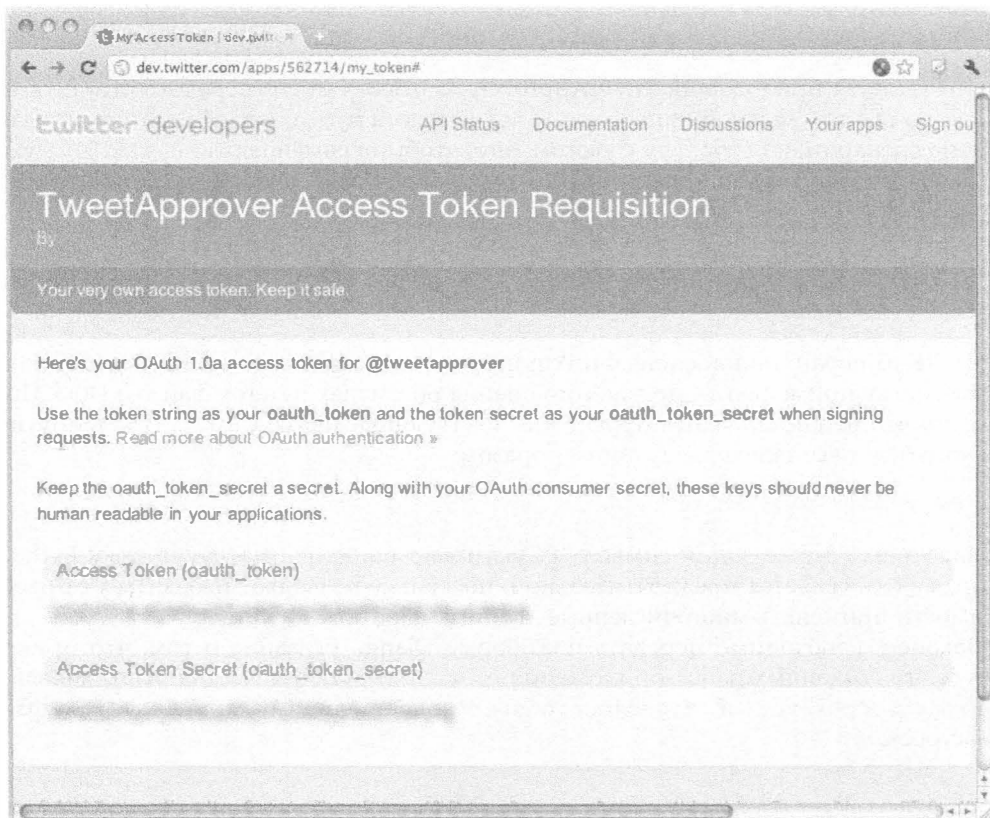 My Access Token | dev.twitt
dev.twitter.com/apps/562714/my_token#
twitter developers
API Status Documentation Discussions Your apps Sign ou
TweetApprover Access Token Requisition
By
Your very own access token. Keep it safe.
Here's your OAuth 1.0a access token for @tweetapprover
Use the token string as your oauth_token and the token secret as your oauth_token_secret when signing
requests. Read more about OAuth authentication »
Keep the oauth_token_secret a secret. Along with your OAuth consumer secret, these keys should never be
human readable in your applications.
Access Token (oauth_token)
Access Token Secret (oauth_token_secret)